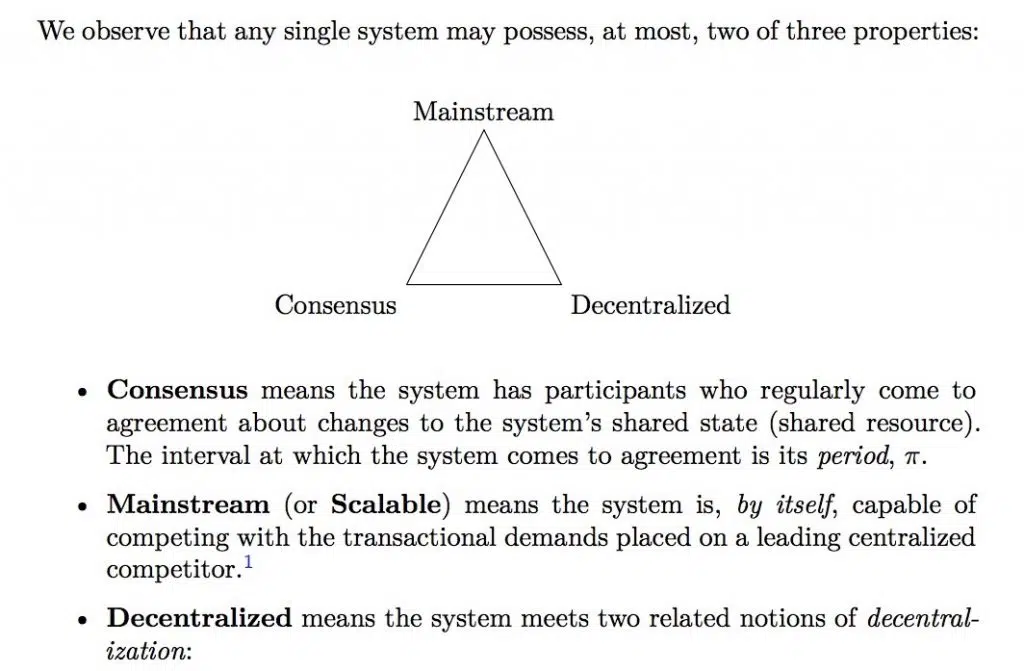 We observe that any single system may possess, at most, two of three properties:
Mainstream
Consensus
Decentralized
• Consensus means the system has participants who regularly come to
agreement about changes to the system’s shared state (shared resource).
The interval at which the system comes to agreement is its period, π.
• Mainstream (or Scalable) means the system is, by itself, capable of
competing with the transactional demands placed on a leading centralized
competitor.1
• Decentralized means the system meets two related notions of decentral-
ization: